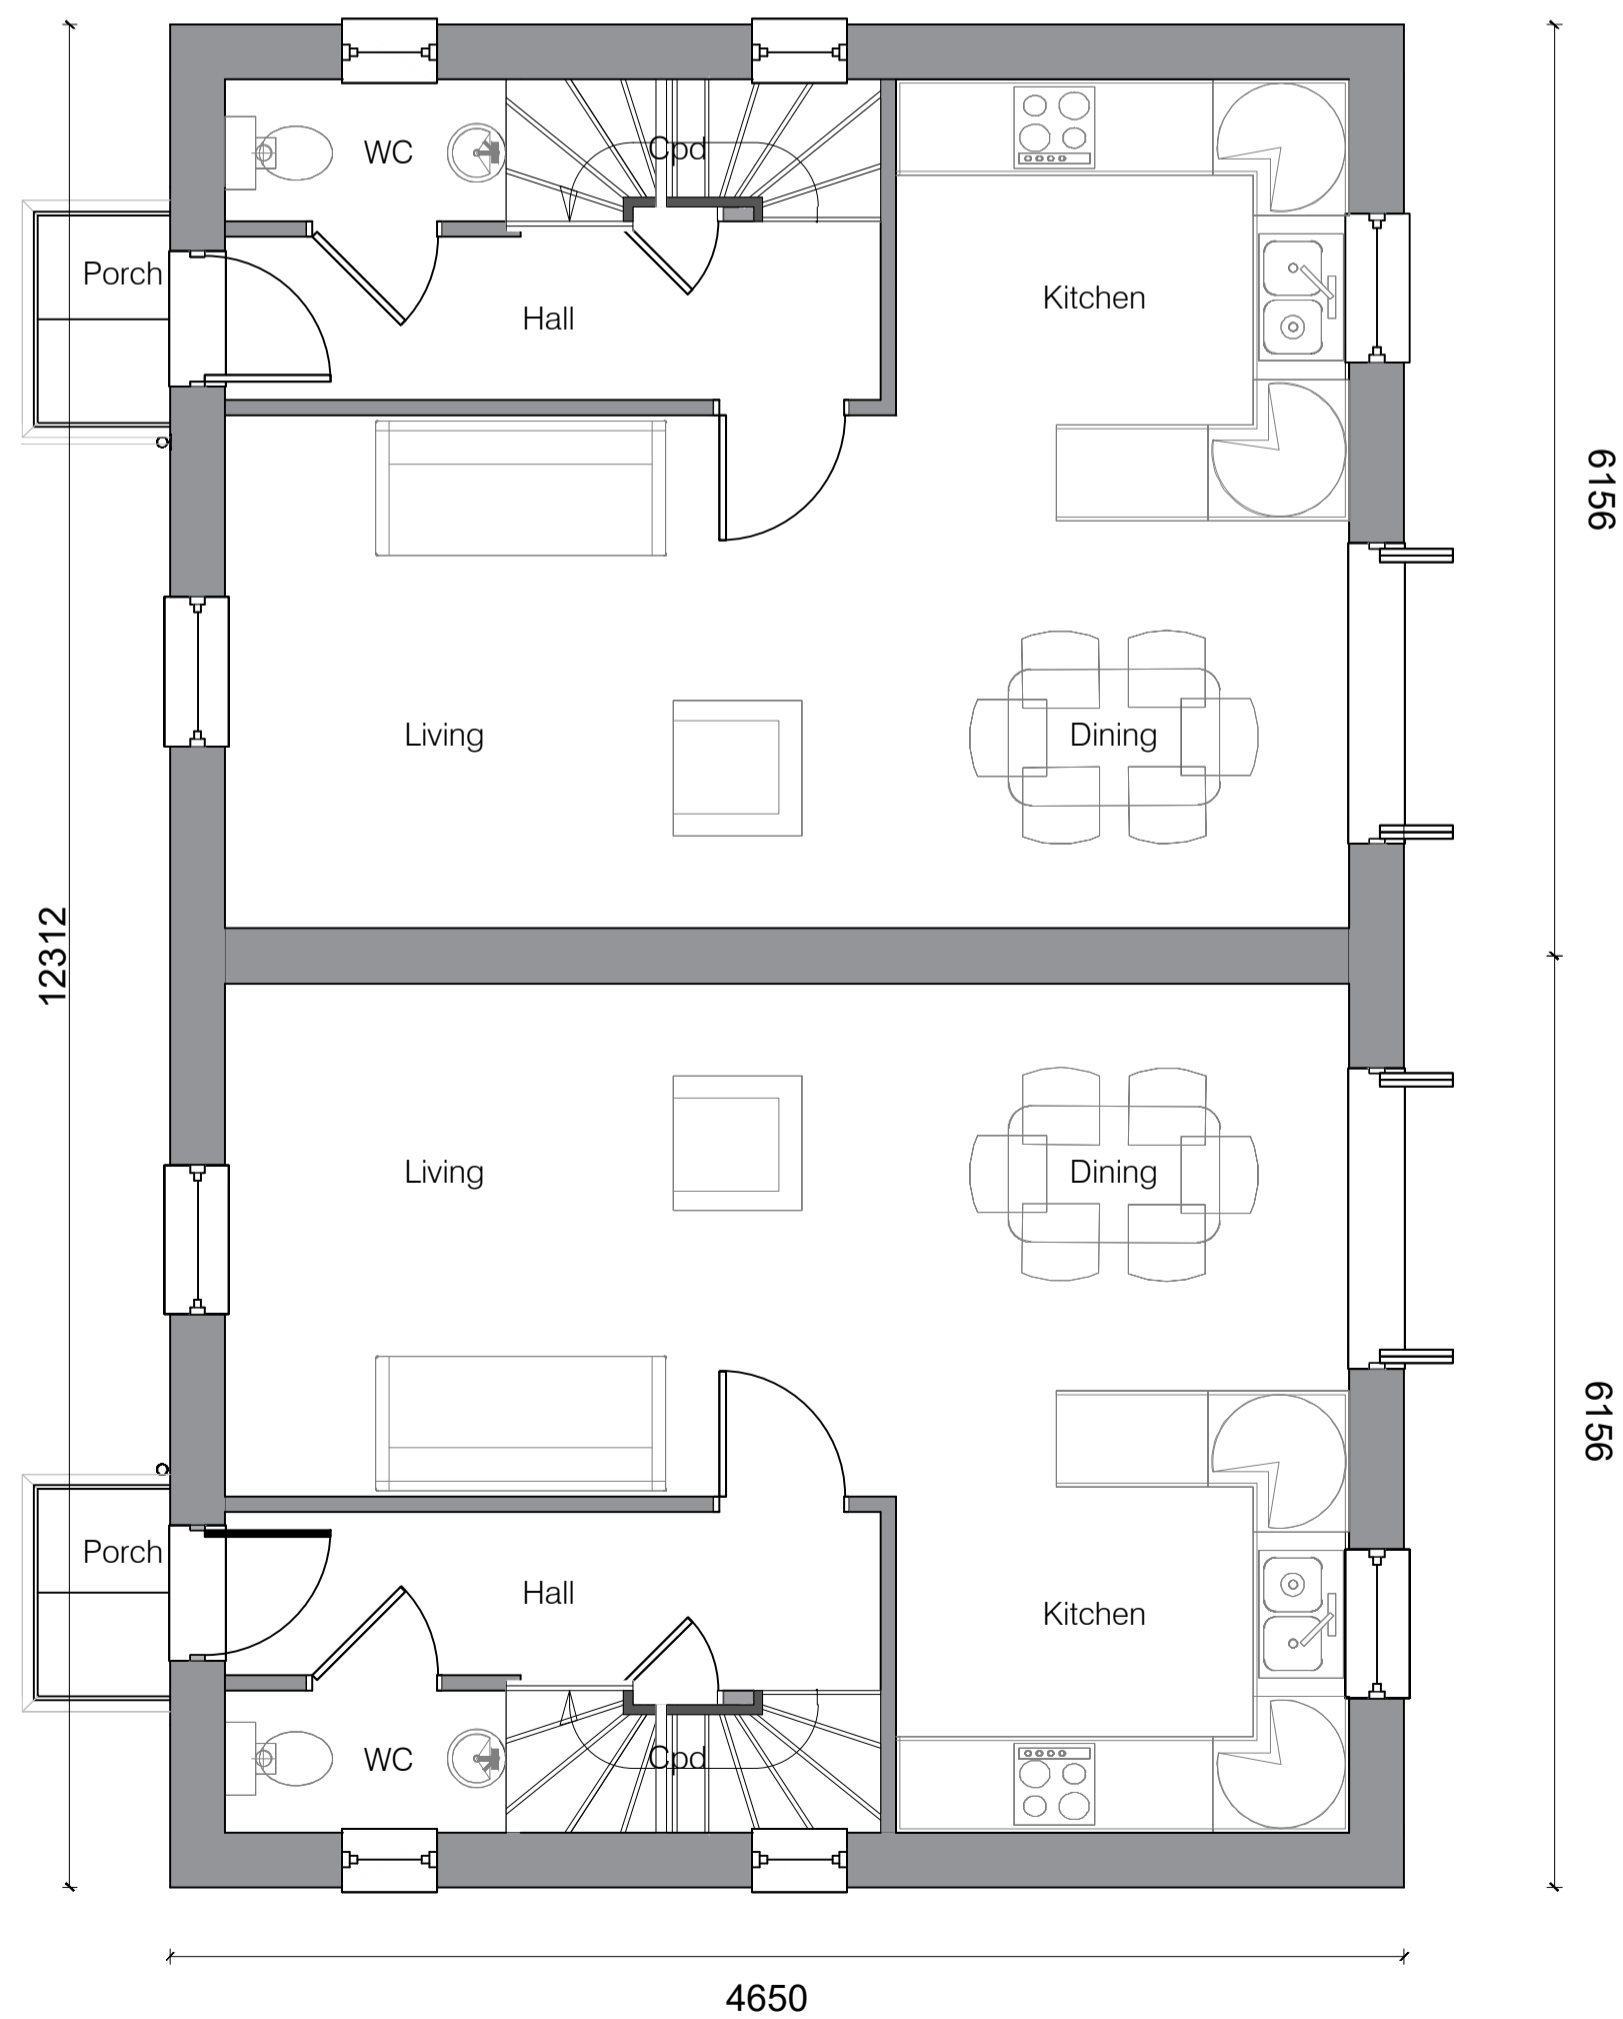 WC
Cpd
Porch
Hall
Kitchen
6156
Living
Dining
12312
Living
Dining
6156
Porch
Hall
Kitchen
WC
Cpd
4650